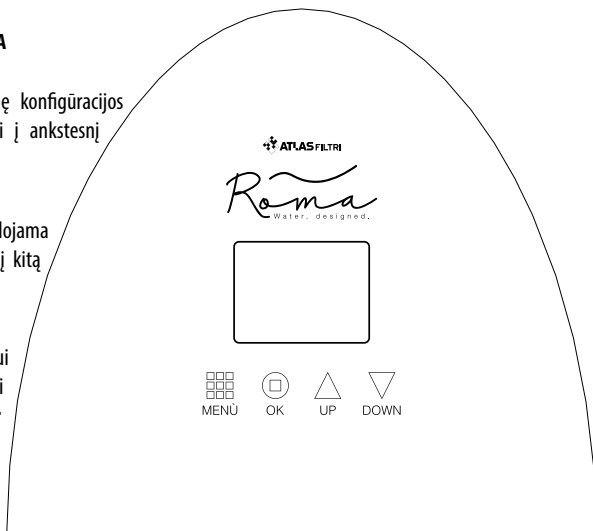 A
ę konfigūracijos
i į ankstesnį
lojama
į kitą
ui
i
ATLAS FILTRI
Roma
Water, designed.
MENÙ OK UP DOWN